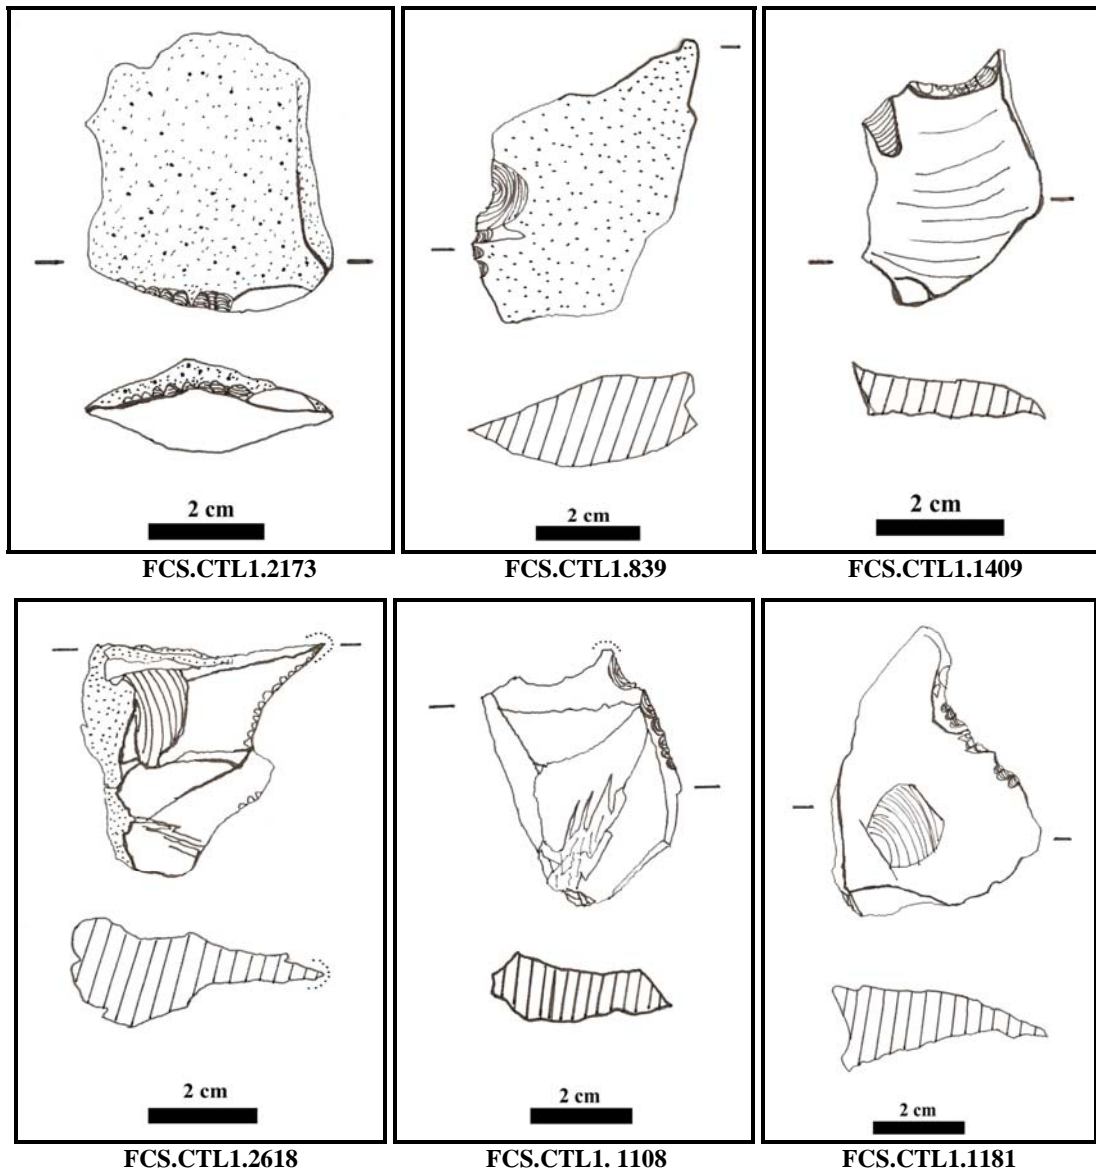 2 cm
2 cm
2 cm
FCS.CTL1.2173
FCS.CTL1.839
FCS.CTL1.1409
2 cm
2 cm
2 cm
FCS.CTL1.2618
FCS.CTL1. 1108
FCS.CTL1.1181